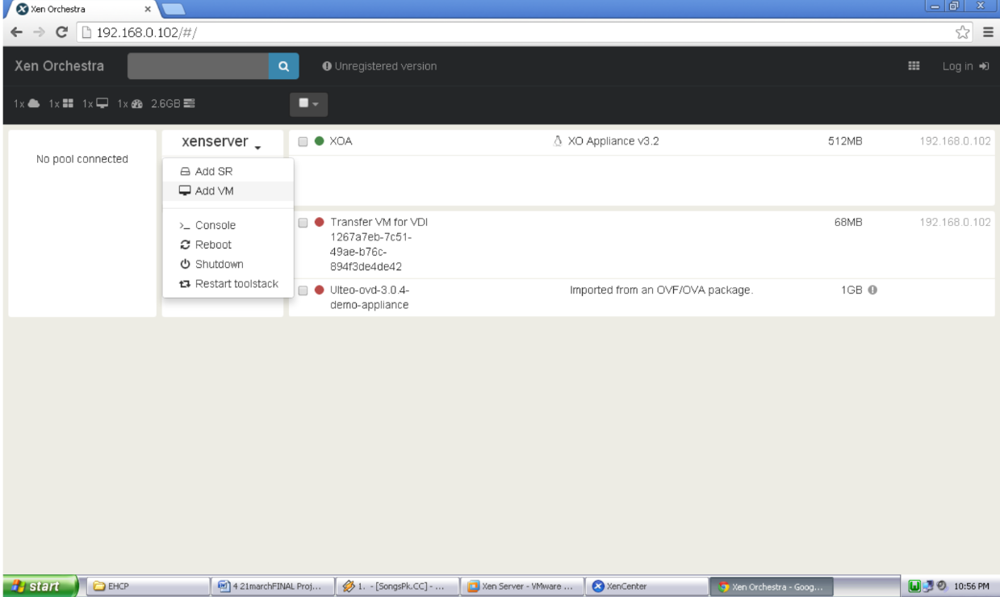 Xen Orchestra
192.168.0.102/#/
Xen Orchestra
Unregistered version
Log in
1x 1x 1x 1x 2.6GB
No pool connected
xenserver
Add SR
Add VM
Console
Reboot
Shutdown
Restart toolstack
XOA XO Appliance v3.2 512MB 192.168.0.102
Transfer VM for VDI 68MB 192.168.0.102
1267a7eb-7c51-
49ae-b76c-
894f3de4de42
Ulteo-ovd-3.0.4- Imported from an OVF/OVA package. 1GB
demo-appliance
start EHCP 4 21marchFINAL Proj... 1. - [SongsPk.CC] - ... Xen Server - VMware ... XenCenter Xen Orchestra - Goog... 10:56 PM